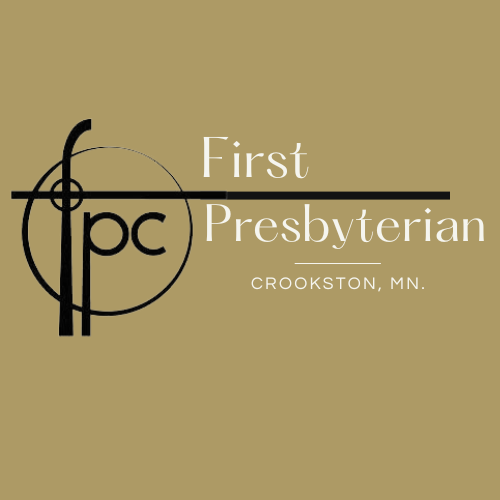 fpc
First
Presbyterian
CROOKSTON, MN.